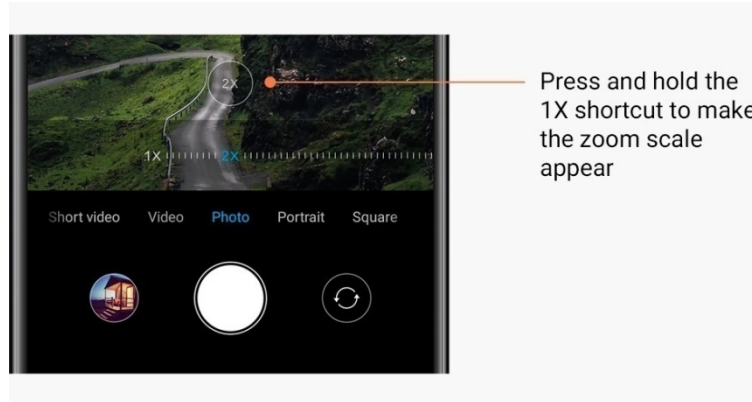 2X
Press and hold the
1X shortcut to make
the zoom scale
appear
1X 2X
Short video Video Photo Portrait Square